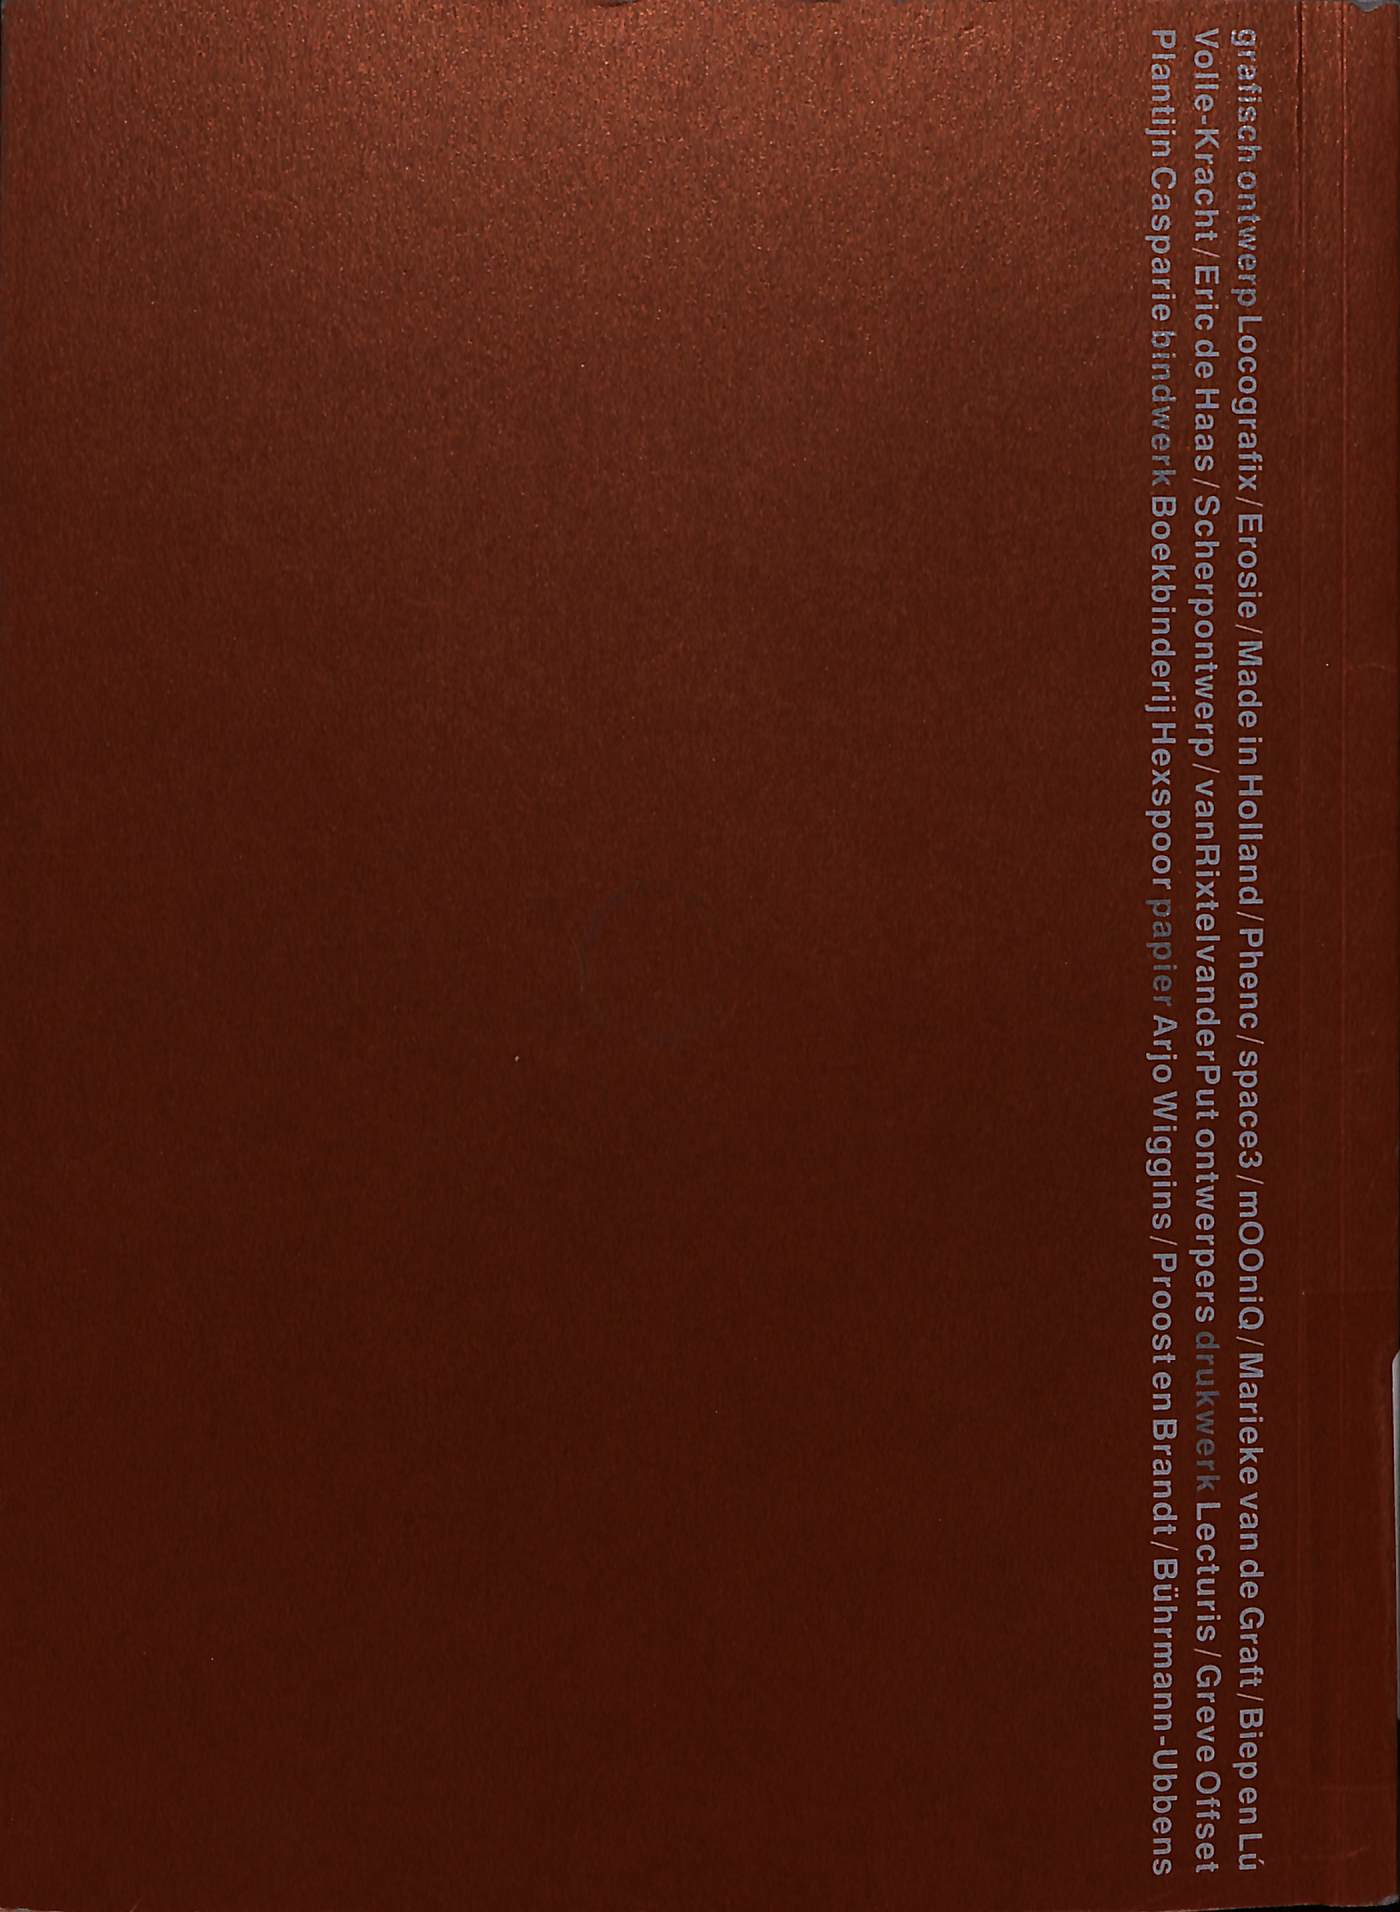 grafisch ontwerp Locografix / Erosie / Made in Holland / Phenc / space3 / mOOniQ / Marieke van de Graft / Biep en Lú
Volle-Kracht / Eric de Haas / Scherpontwerp / vanRixtelvanderPut ontwerpers drukwerk Lecturis / Greve Offset
Plantijn Casparie bindwerk Boekbinderij Hexspoor papier Arjo Wiggins / Proost en Brandt / Bührmann-Ubbens